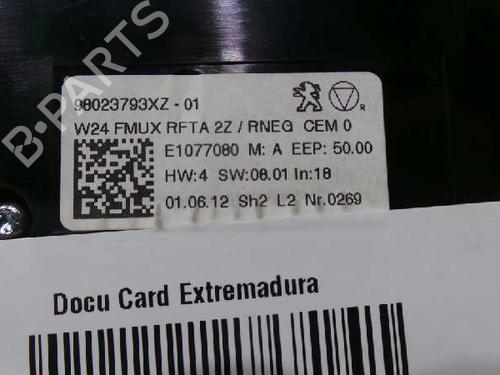 98023793XZ - 01
W24 FMUX RFTA 2Z / RNEG CEM 0
R
E1077080 M: A EEP: 50.00
HW:4 SW:08.01 In:18
01.06.12 Sh2 L2 Nr.0269
B-PARTS
Docu Card Extremadura